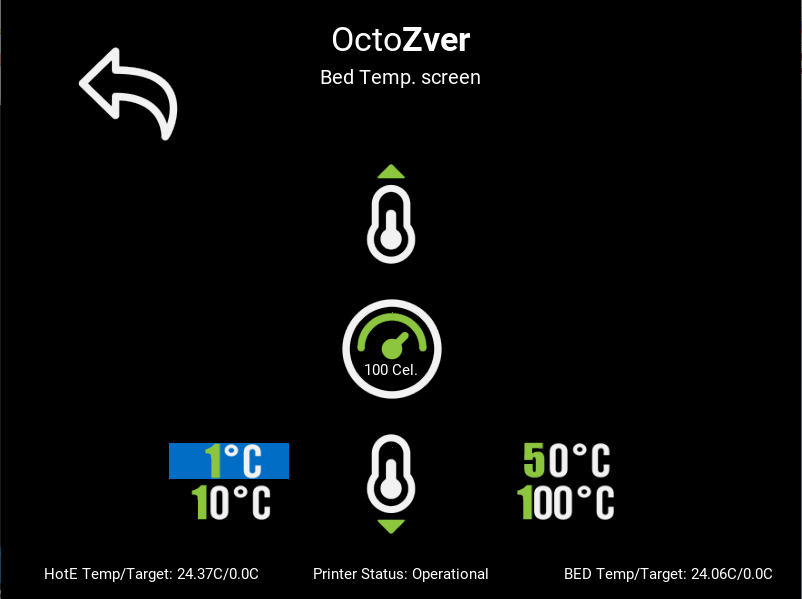 OctoZver
Bed Temp. screen
100 Cel.
1°C
10°C
50°C
100°C
HotE Temp/Target: 24.37C/0.0C
Printer Status: Operational
BED Temp/Target: 24.06C/0.0C